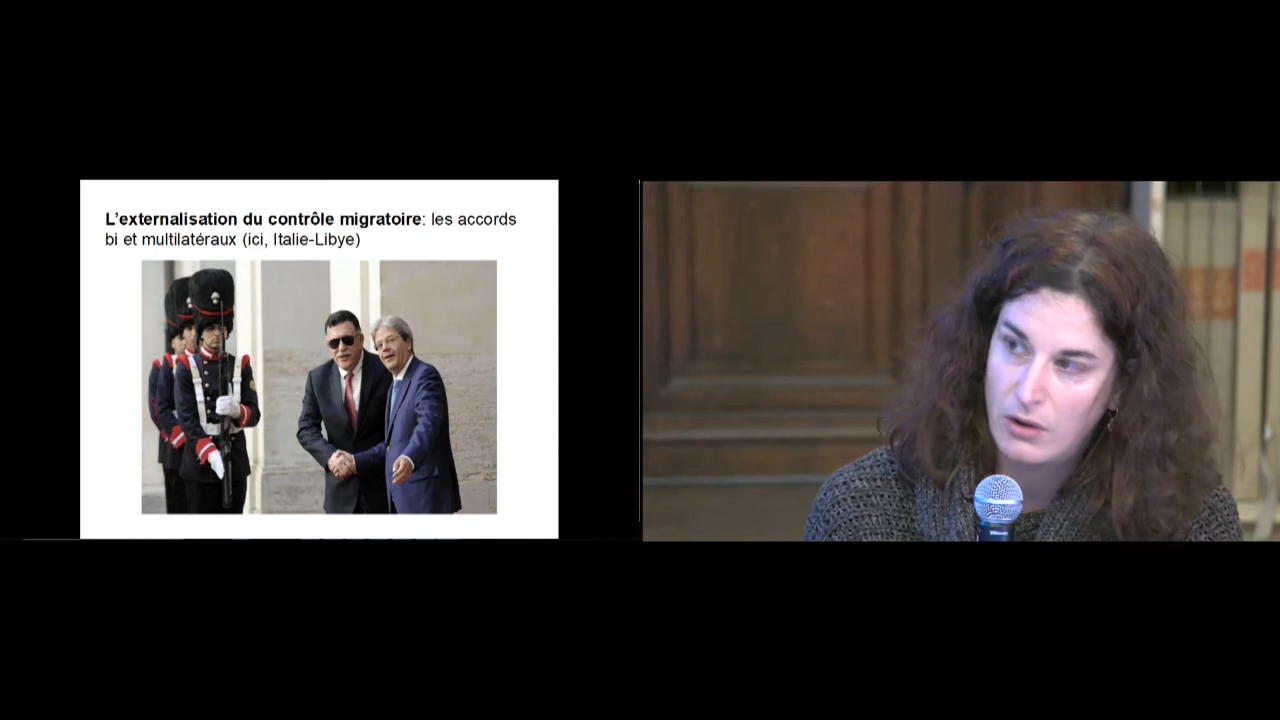 L'externalisation du contrôle migratoire: les accords
bi et multilatéraux (ici, Italie-Libye)